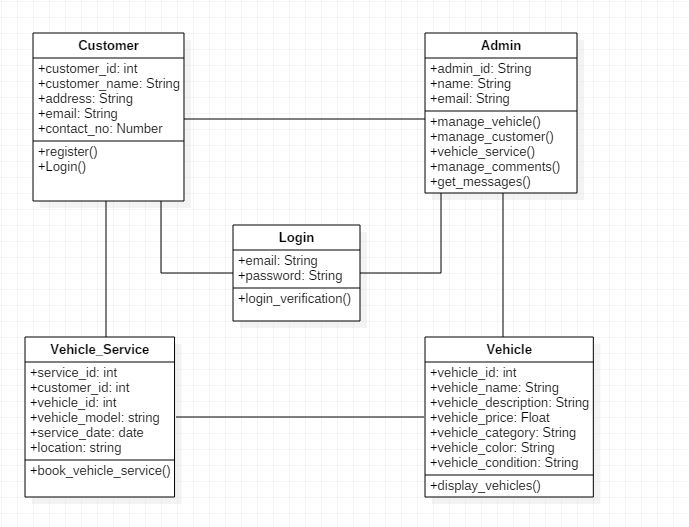 Customer
+customer_id: int
+customer_name: String
+address: String
+email: String
+contact_no: Number
+register()
+Login()
Admin
+admin_id: String
+name: String
+email: String
+manage_vehicle()
+manage_customer()
+vehicle_service()
+manage_comments()
+get_messages()
Login
+email: String
+password: String
+login_verification()
Vehicle_Service
+service_id: int
+customer_id: int
+vehicle_id: int
+vehicle_model: string
+service_date: date
+location: string
+book_vehicle_service()
Vehicle
+vehicle_id: int
+vehicle_name: String
+vehicle_description: String
+vehicle_price: Float
+vehicle_category: String
+vehicle_color: String
+vehicle_condition: String
+display_vehicles()